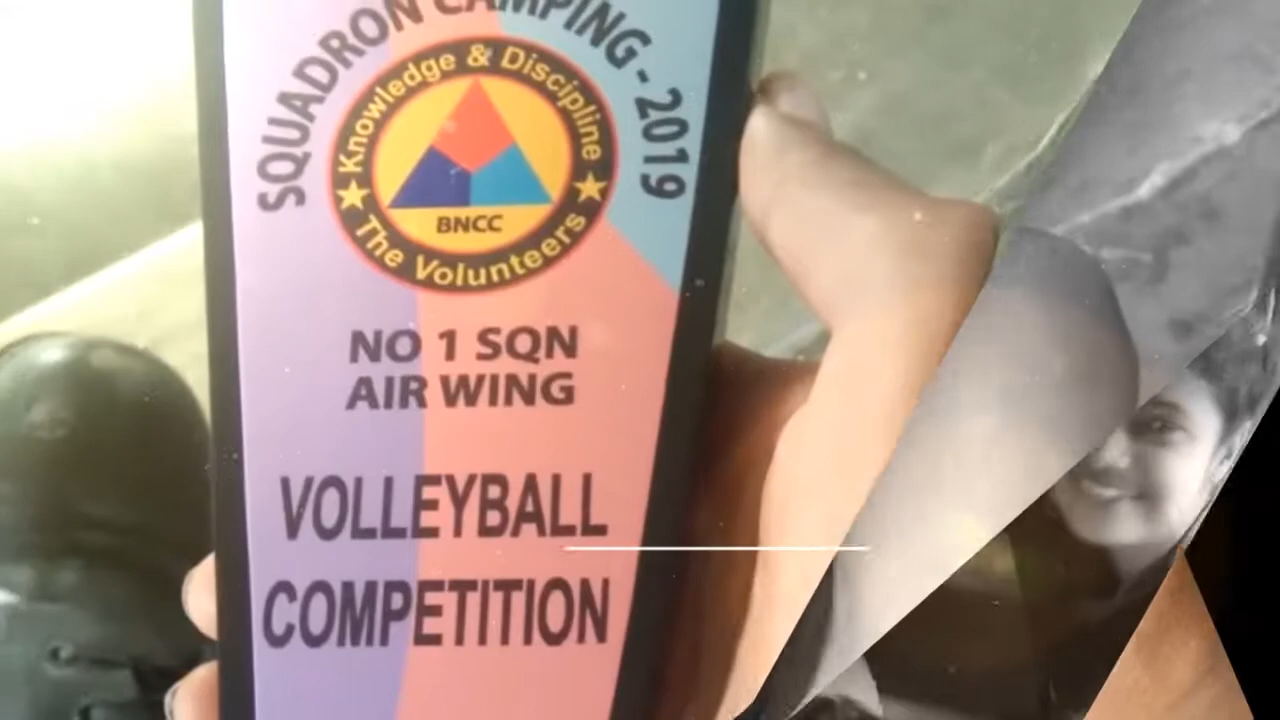 SQUADRON CAMPING - 2019
Knowledge & Discipline
BNCC
The Volunteers
NO 1 SQN
AIR WING
VOLLEYBALL
COMPETITION